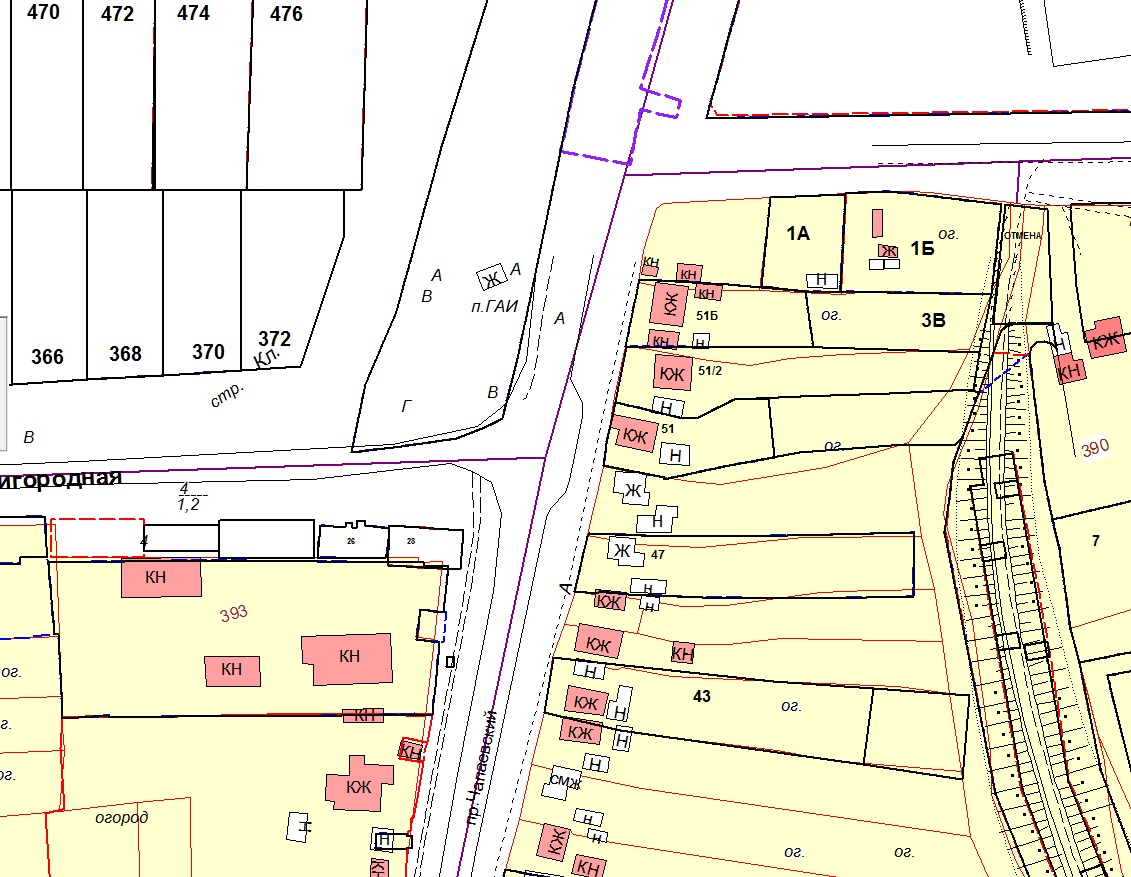 470 472 474 476
366 368 370 372
Кл.
стр.
А
В
Ж
А
п.ГАИ
А
Г
В
В
игородная
4
1,2
1А
1Б
ог.
Ж
ОТМЕНА
Н
КН
КН
КН
КЖ
51Б
ог.
3В
КН
Н
КЖ
51/2
Н
КЖ
КН
Н
КЖ
51
Н
ог.
390
Ж
Н
7
Ж
47
Н
А
КЖ
Н
КЖ
КН
Н
КЖ
Н
43
ог.
КЖ
Н
Н
СМЖ
Н
Н
КЖ
КН
ог.
ог.
4
26
28
КН
393
КН
КН
КН
КН
КЖ
ог.
г.
ог.
огород
Н
Н
КН
пр.Чапаевский